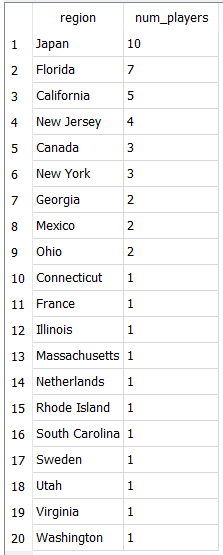 region num_players
1 Japan 10
2 Florida 7
3 California 5
4 New Jersey 4
5 Canada 3
6 New York 3
7 Georgia 2
8 Mexico 2
9 Ohio 2
10 Connecticut 1
11 France 1
12 Illinois 1
13 Massachusetts 1
14 Netherlands 1
15 Rhode Island 1
16 South Carolina 1
17 Sweden 1
18 Utah 1
19 Virginia 1
20 Washington 1